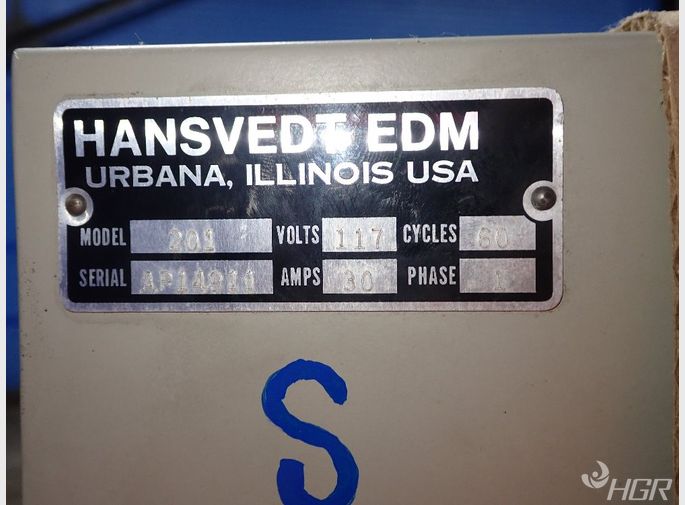 HANSVEDT EDM
URBANA, ILLINOIS USA
MODEL 201 VOLTS 117 CYCLES 60
SERIAL AMPS 30 PHASE 1
S
HGR